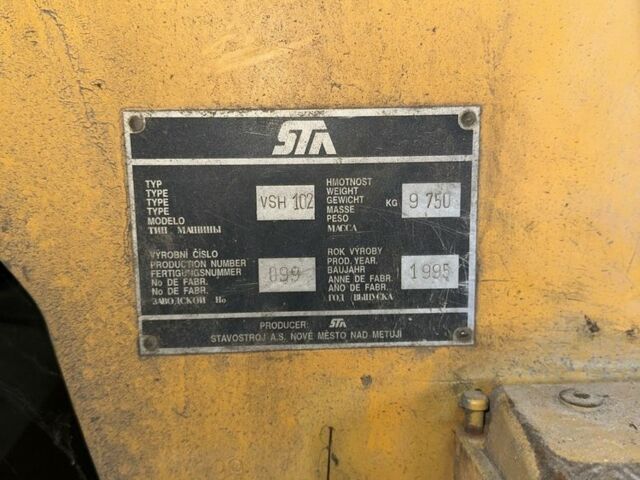 STA
TYP
TYPE
TYPE
TYPE
MODELO
ТИП МАШИНЫ
VSH 102
HMOTNOST
WEIGHT
GEWICHT
MASSE
PESO
МАССА
KG 9 750
VÝROBNÍ ČÍSLO
PRODUCTION NUMBER
FERTIGUNGSNUMMER
No DE FABR.
No DE FABR.
ЗАВОДСКОЙ Но
099
ROK VÝROBY
PROD. YEAR.
BAUJAHR
ANNE DE FABR.
AŇO DE FABR.
ГОД ВЫПУСКА
1995
PRODUCER: STA
STAVOSTROJ A.S. NOVÉ MĚSTO NAD METUJÍ